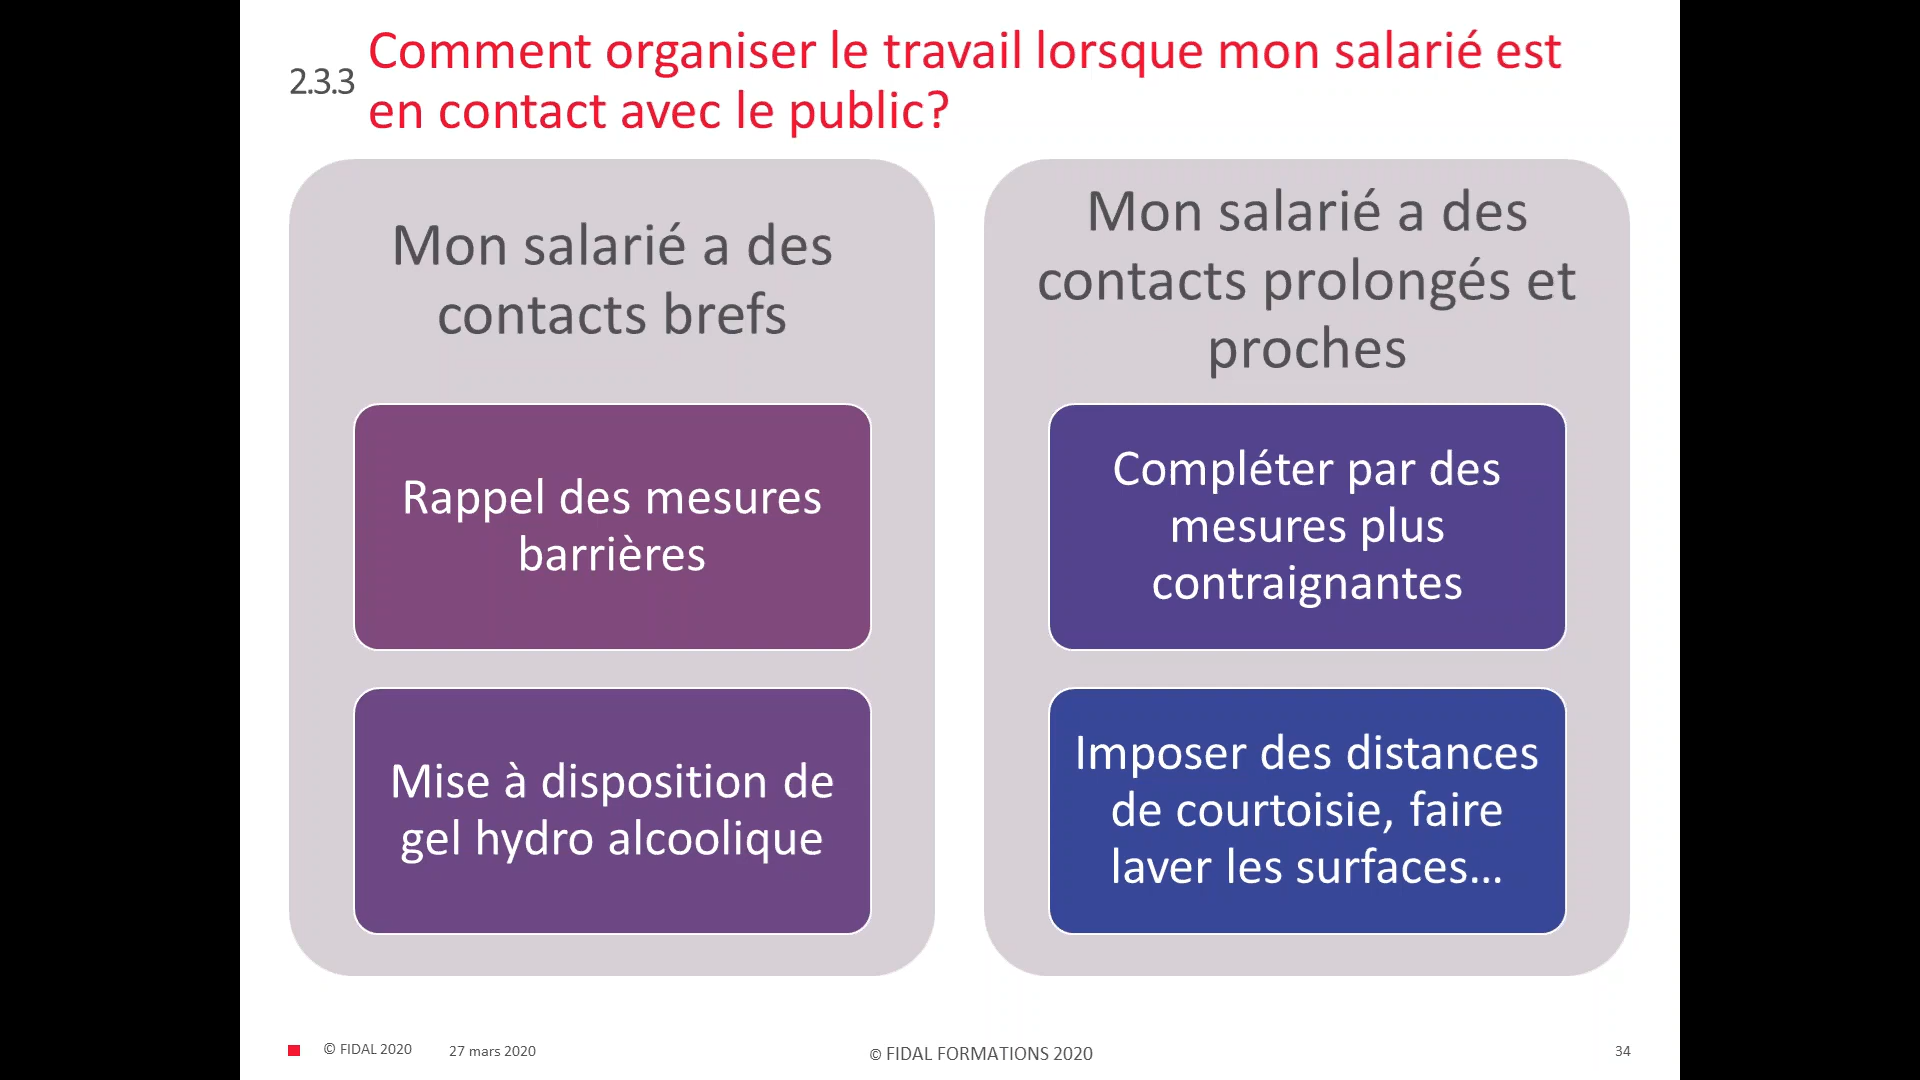 2.3.3
Comment organiser le travail lorsque mon salarié est
en contact avec le public?
Mon salarié a des
contacts brefs
Rappel des mesures
barrières
Mise à disposition de
gel hydro alcoolique
Mon salarié a des
contacts prolongés et
proches
Compléter par des
mesures plus
contraignantes
Imposer des distances
de courtoisie, faire
laver les surfaces...
© FIDAL 2020
27 mars 2020
© FIDAL FORMATIONS 2020
34